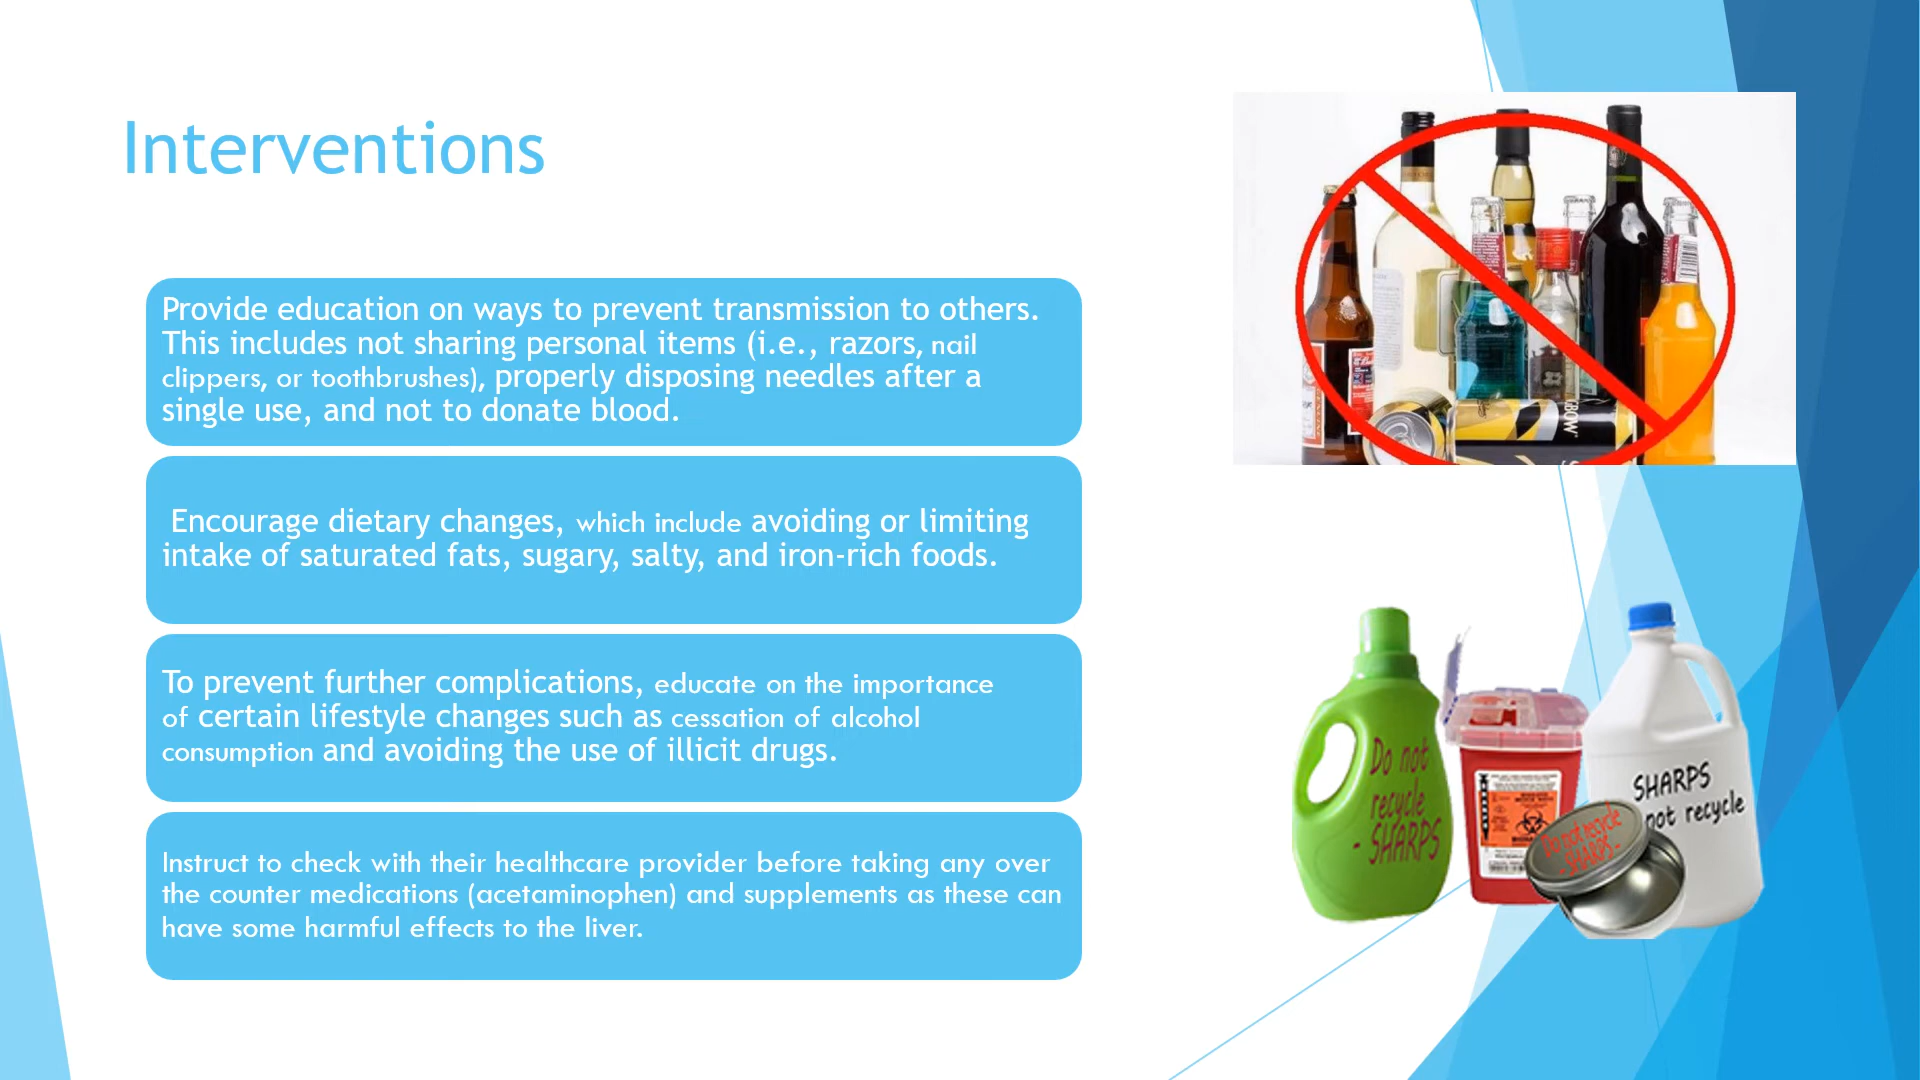 Interventions
Provide education on ways to prevent transmission to others.
This includes not sharing personal items (i.e., razors, nail
clippers, or toothbrushes), properly disposing needles after a
single use, and not to donate blood.
Encourage dietary changes, which include avoiding or limiting
intake of saturated fats, sugary, salty, and iron-rich foods.
To prevent further complications, educate on the importance
of certain lifestyle changes such as cessation of alcohol
consumption and avoiding the use of illicit drugs.
Instruct to check with their healthcare provider before taking any over
the counter medications (acetaminophen) and supplements as these can
have some harmful effects to the liver.
Do not
recycle
- SHARPS
SHARPS
not recycle
Do not recycle
- SHARPS -